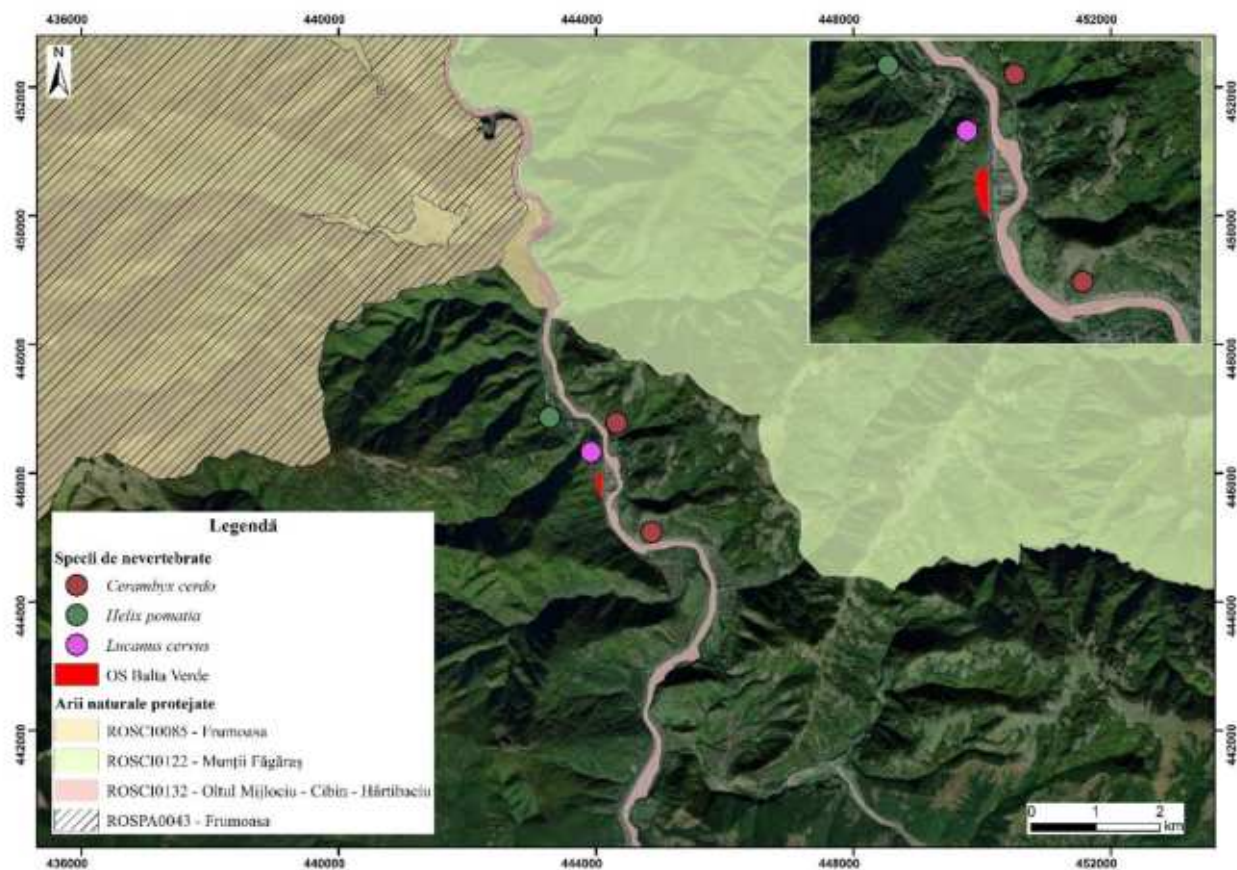 436000 440000 444000 448000 452000
N
452000 452000
450000 450000
448000 448000
446000 446000
Legendă
Specii de nevertebrate
Cerambyx cerdo
Helix pomatia
Lucanus cervus
OS Balta Verde
Arii naturale protejate
ROSCI0085 - Frumoasa
ROSCI0122 - Munții Făgăraș
ROSCI0132 - Oltul Mijlociu - Cibin - Hârtibaciu
ROSPA0043 - Frumoasa
444000 444000
442000 442000
0 1 2
km
436000 440000 444000 448000 452000